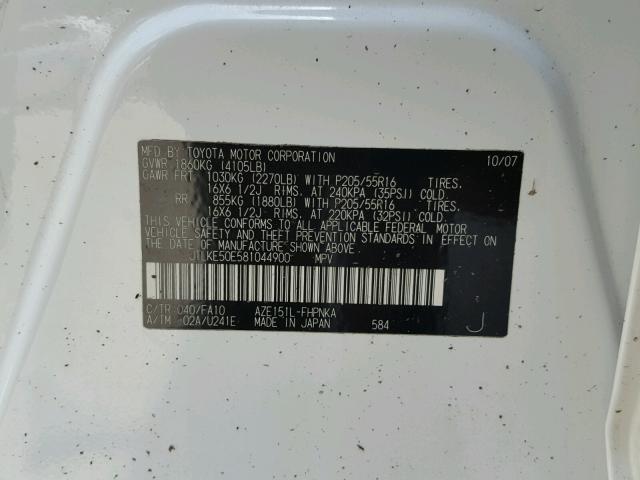 MFD. BY TOYOTA MOTOR CORPORATION 10/07
GVWR 1860KG (4105LB)
GAWR FRT 1030KG (2270LB) WITH P205/55R16 TIRES,
16X6 1/2J RIMS, AT 240KPA (35PSI) COLD
RR 855KG (1880LB) WITH P205/55R16 TIRES,
16X6 1/2J RIMS, AT 220KPA (32PSI) COLD.
THIS VEHICLE CONFORMS TO ALL APPLICABLE FEDERAL MOTOR
VEHICLE SAFETY AND THEFT PREVENTION STANDARDS IN EFFECT ON
THE DATE OF MANUFACTURE SHOWN ABOVE.
JTLKE50E581044900 MPV
C/TR 040/FA10 AZE151L-FHPNKA
A/TM 02A/U241E MADE IN JAPAN 584 J